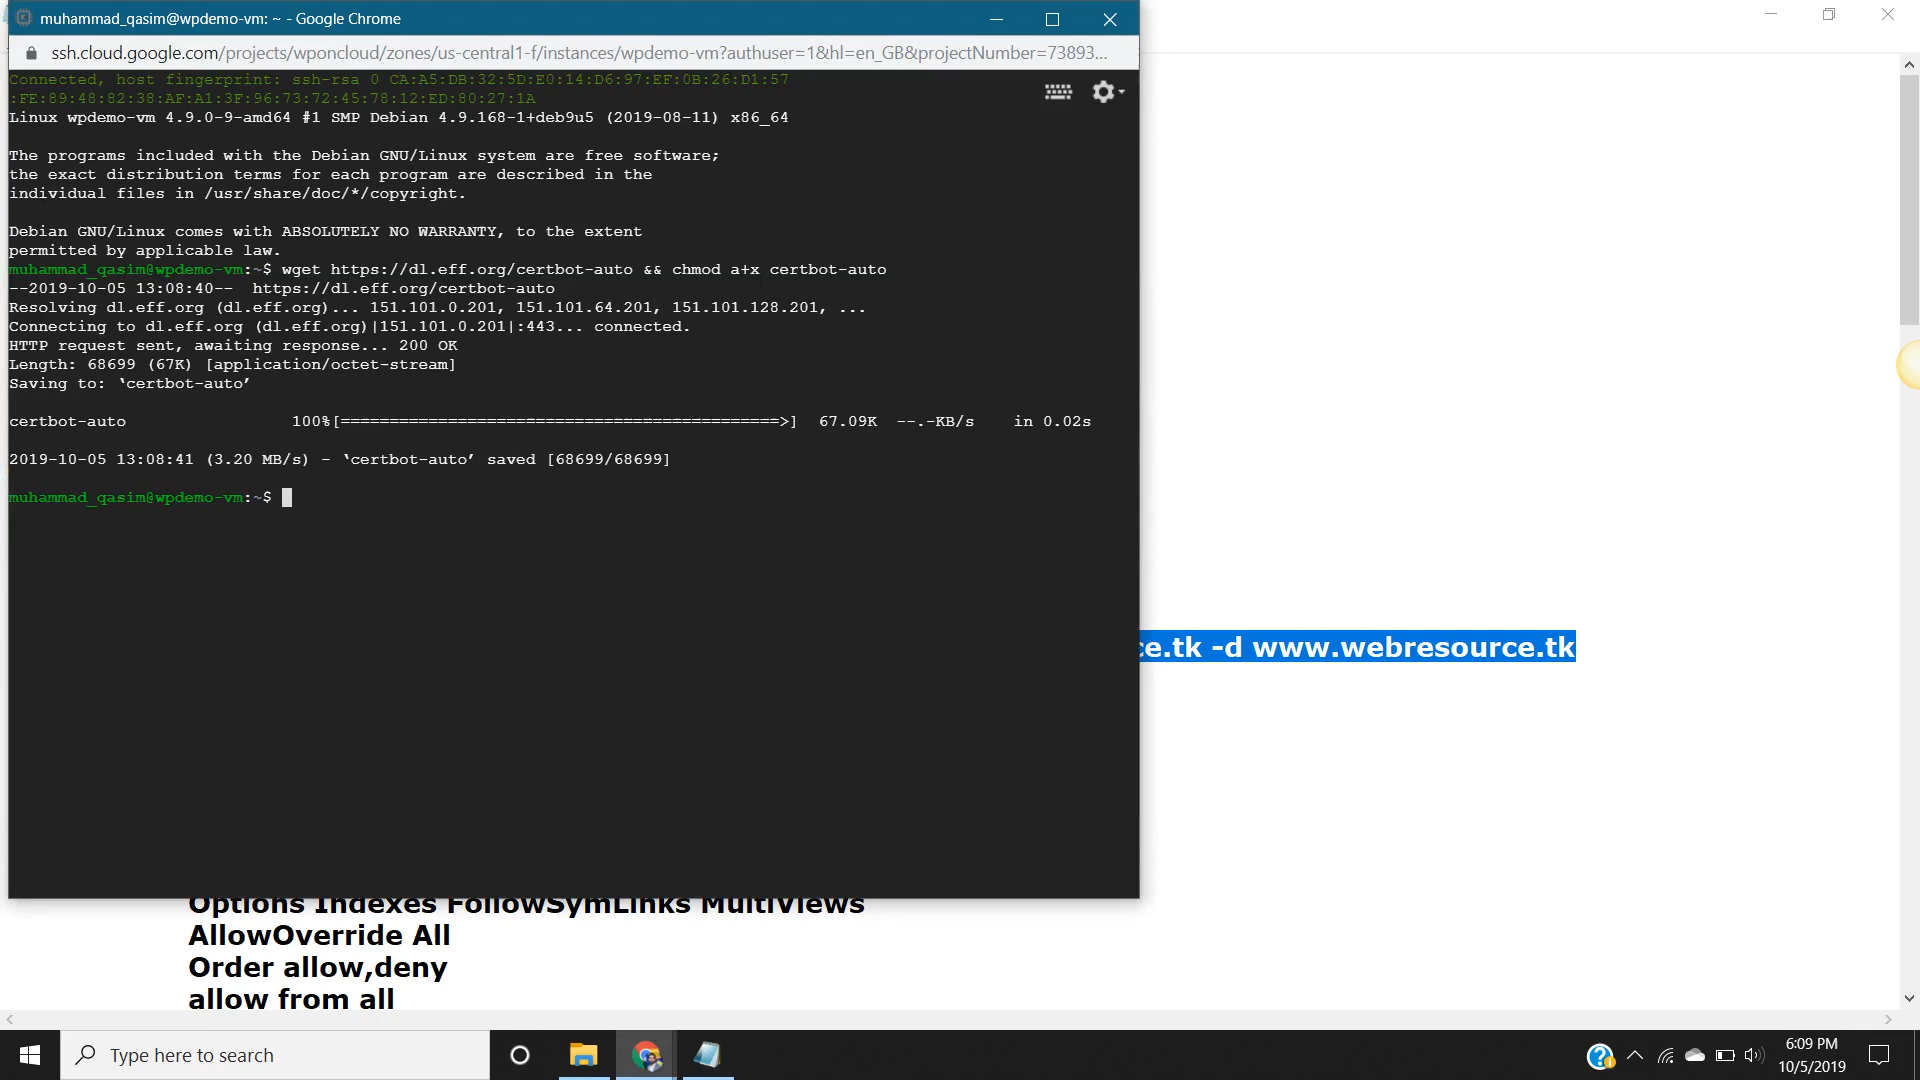 muhammad_qasim@wpdemo-vm: ~ - Google Chrome
ssh.cloud.google.com/projects/wponcloud/zones/us-central1-f/instances/wpdemo-vm?authuser=1&hl=en_GB&projectNumber=73893...
Connected, host fingerprint: ssh-rsa 0 CA:A5:DB:32:5D:E0:14:D6:97:EF:0B:26:D1:57
:FE:89:48:82:38:AF:A1:3F:96:73:72:45:78:12:ED:80:27:1A
Linux wpdemo-vm 4.9.0-9-amd64 #1 SMP Debian 4.9.168-1+deb9u5 (2019-08-11) x86_64
The programs included with the Debian GNU/Linux system are free software;
the exact distribution terms for each program are described in the
individual files in /usr/share/doc/*/copyright.
Debian GNU/Linux comes with ABSOLUTELY NO WARRANTY, to the extent
permitted by applicable law.
muhammad_qasim@wpdemo-vm:~$ wget https://dl.eff.org/certbot-auto && chmod a+x certbot-auto
--2019-10-05 13:08:40-- https://dl.eff.org/certbot-auto
Resolving dl.eff.org (dl.eff.org)... 151.101.0.201, 151.101.64.201, 151.101.128.201, ...
Connecting to dl.eff.org (dl.eff.org)|151.101.0.201|:443... connected.
HTTP request sent, awaiting response... 200 OK
Length: 68699 (67K) [application/octet-stream]
Saving to: ‘certbot-auto’
certbot-auto 100%[================================================>] 67.09K --.-KB/s in 0.02s
2019-10-05 13:08:41 (3.20 MB/s) - ‘certbot-auto’ saved [68699/68699]
muhammad_qasim@wpdemo-vm:~$
ce.tk -d www.webresource.tk
Options Indexes FollowSymLinks MultiViews
AllowOverride All
Order allow,deny
allow from all
Type here to search
6:09 PM
10/5/2019